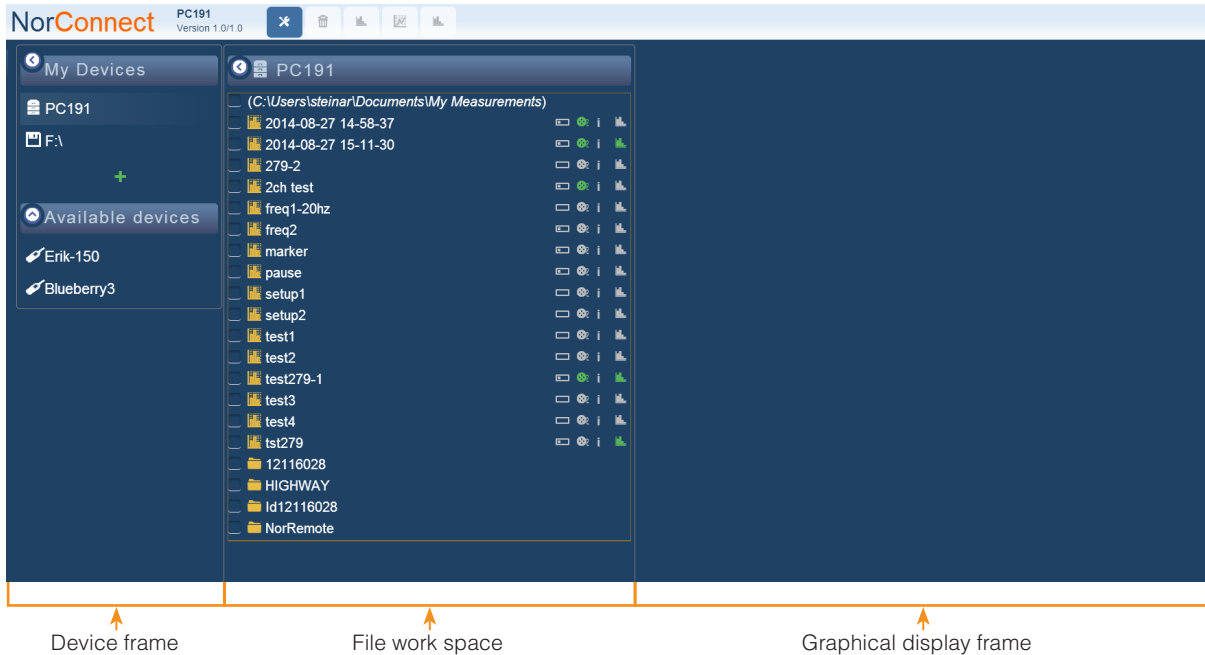 NorConnect
PC191
Version 1.0/1.0
My Devices
PC191
F:\
+
Available devices
Erik-150
Blueberry3
PC191
(C:\Users\steinar\Documents\My Measurements)
2014-08-27 14-58-37
2014-08-27 15-11-30
279-2
2ch test
freq1-20hz
freq2
marker
pause
setup1
setup2
test1
test2
test279-1
test3
test4
tst279
12116028
HIGHWAY
Id12116028
NorRemote
Device frame
File work space
Graphical display frame